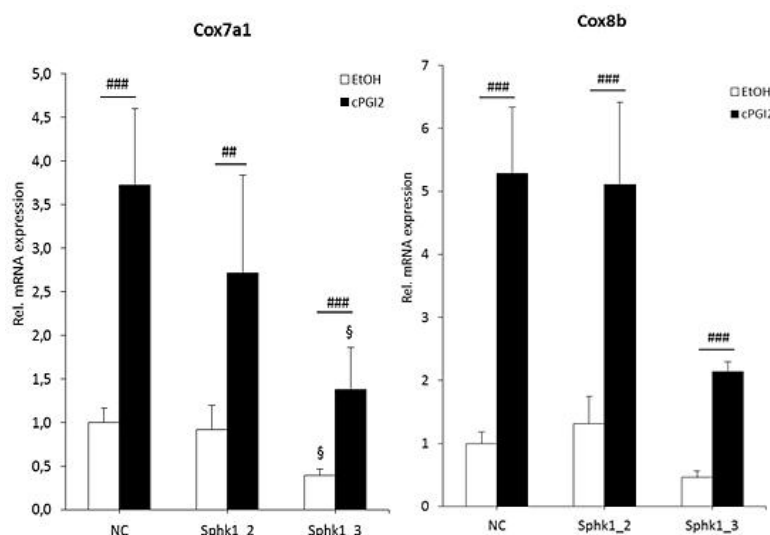 Cox7a1
Rel. mRNA expression
5,0
4,5
4,0
3,5
3,0
2,5
2,0
1,5
1,0
0,5
0,0
###
##
###
§
§
EtOH
cPGI2
NC
Sphk1_2
Sphk1_3
Cox8b
Rel. mRNA expression
7
6
5
4
3
2
1
0
###
###
###
EtOH
cPGI2
NC
Sphk1_2
Sphk1_3